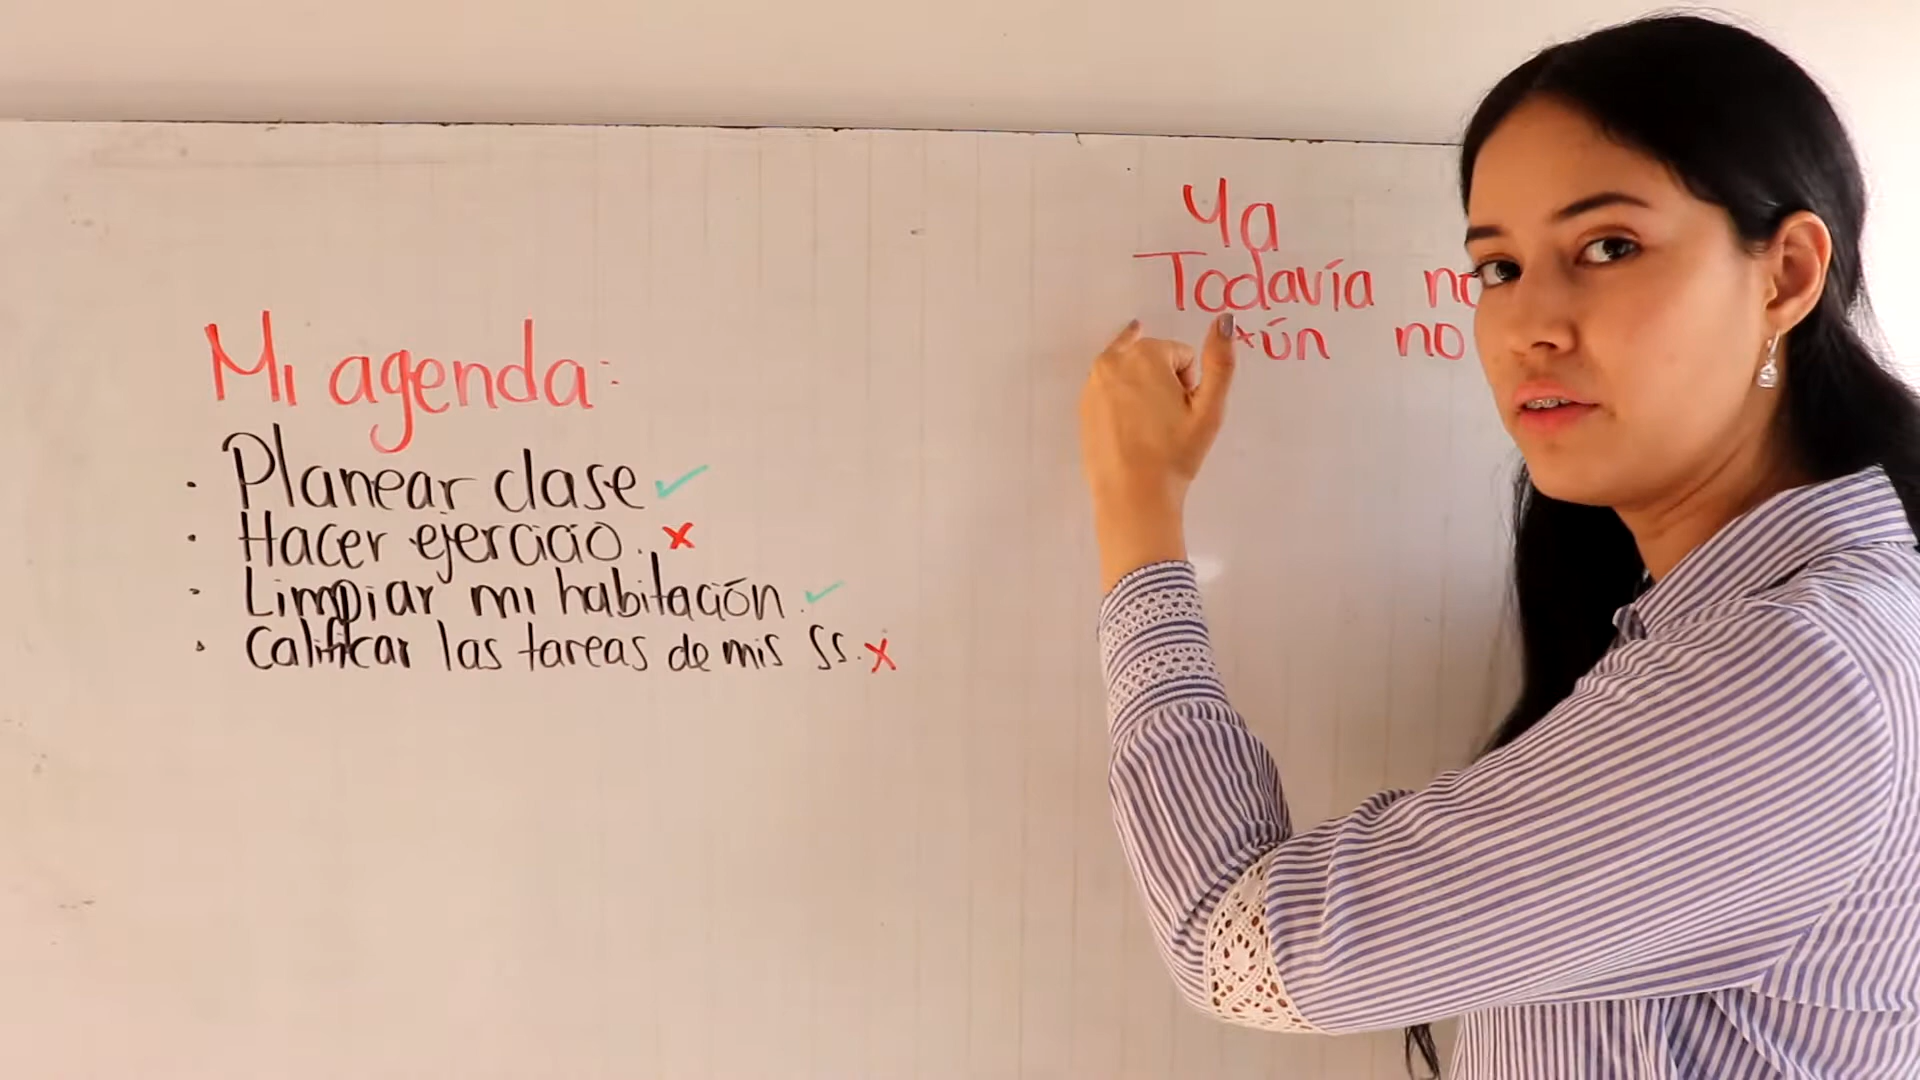 Mi agenda:
· Planear clase ✓
· Hacer ejercicio. x
· Limpiar mi habitación. ✓
· Calificar las tareas de mis Ss. x
Ya
Todavía no
no